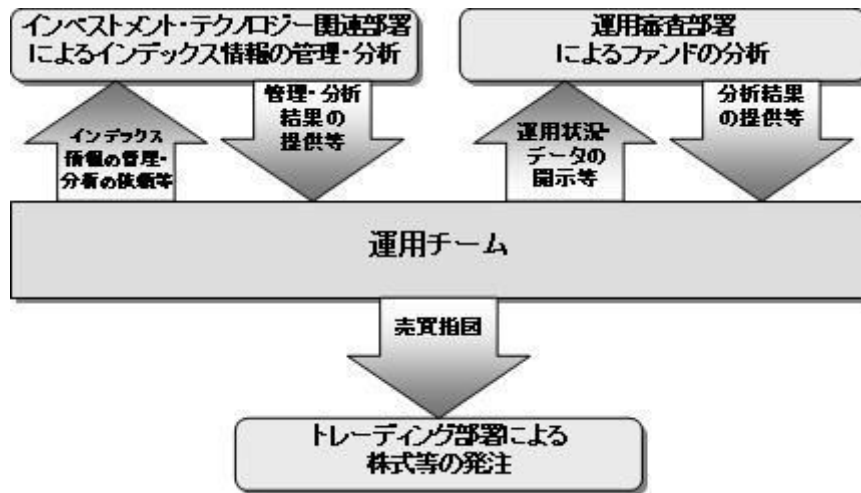 インベストメント・テクノロジー関連部署
によるインデックス情報の管理・分析
運用審査部署
によるファンドの分析
インデックス
情報の管理・
分析の依頼等
管理・分析
結果の
提供等
運用状況・
データの
開示等
分析結果
の提供等
運用チーム
売買指図
トレーディング部署による
株式等の発注